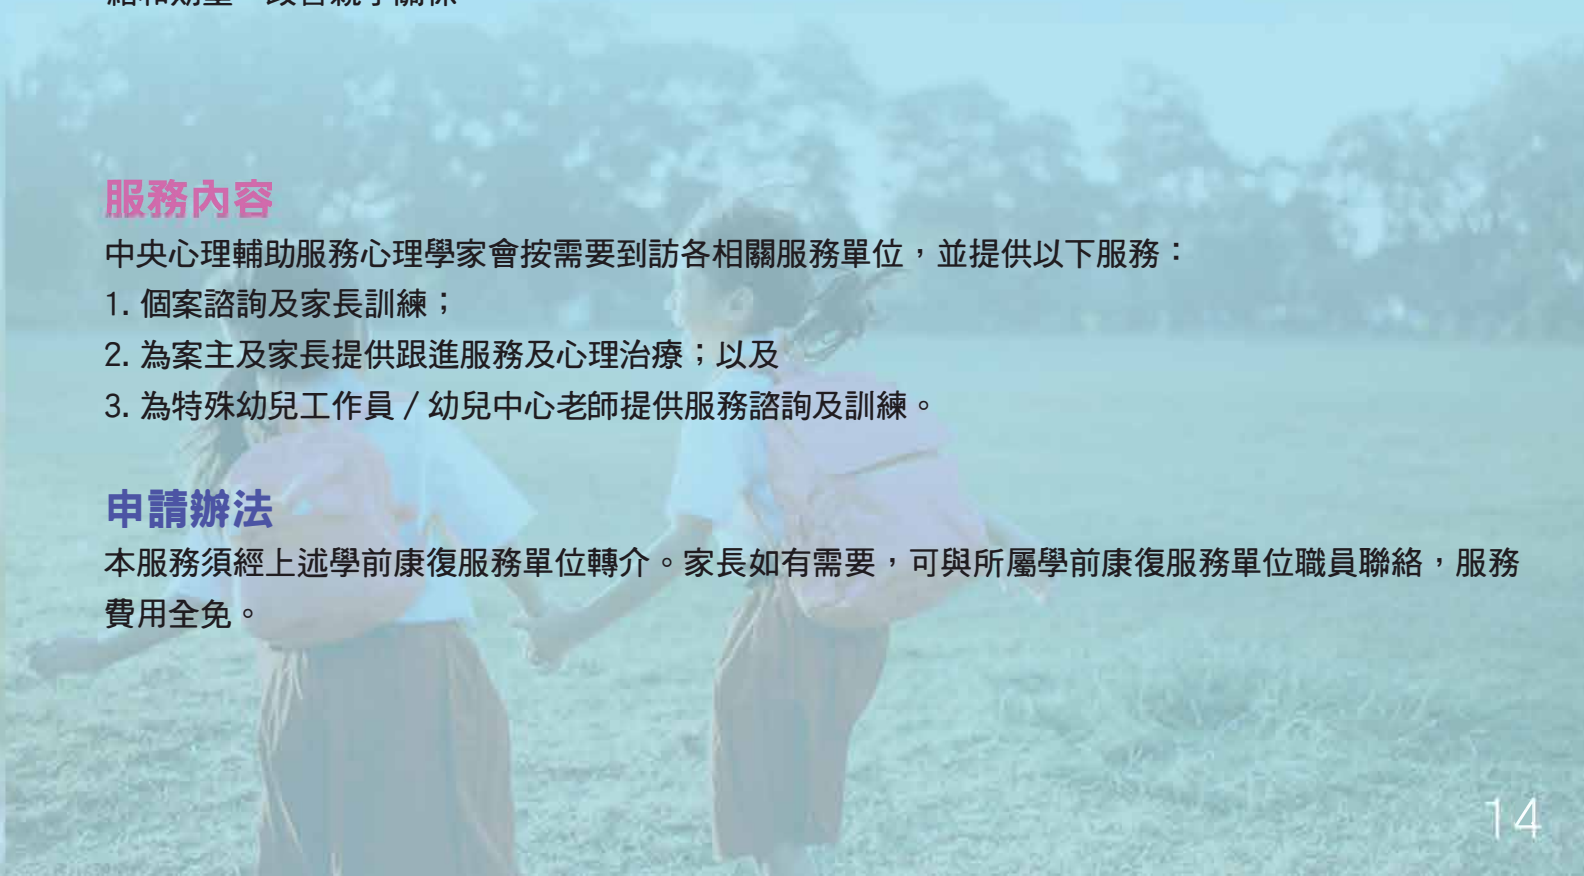 服務內容
中央心理輔助服務心理學家會按需要到訪各相關服務單位，並提供以下服務：
1. 個案諮詢及家長訓練；
2. 為案主及家長提供跟進服務及心理治療；以及
3. 為特殊幼兒工作員 / 幼兒中心老師提供服務諮詢及訓練。
申請辦法
本服務須經上述學前康復服務單位轉介。家長如有需要，可與所屬學前康復服務單位職員聯絡，服務
費用全免。
14